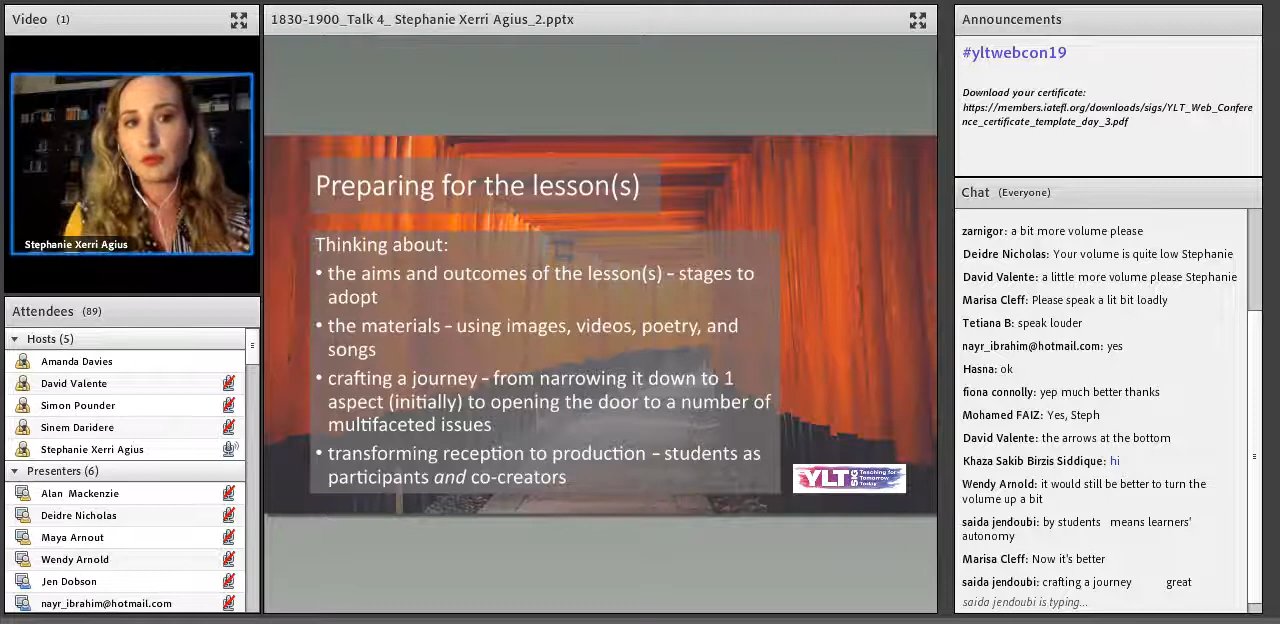 Video (1)
Stephanie Xerri Agius
Attendees (89)
Hosts (5)
Amanda Davies
David Valente
Simon Pounder
Sinem Daridere
Stephanie Xerri Agius
Presenters (6)
Alan Mackenzie
Deidre Nicholas
Maya Arnout
Wendy Arnold
Jen Dobson
nayr_ibrahim@hotmail.com
1830-1900_Talk 4_ Stephanie Xerri Agius_2.pptx
Preparing for the lesson(s)
Thinking about:
• the aims and outcomes of the lesson(s) – stages to
adopt
• the materials – using images, videos, poetry, and
songs
• crafting a journey – from narrowing it down to 1
aspect (initially) to opening the door to a number of
multifaceted issues
• transforming reception to production – students as
participants and co-creators
YLT SIG Teaching for
Tomorrow
Today
Announcements
#yltwebcon19
Download your certificate:
https://members.iatefl.org/downloads/sigs/YLT_Web_Confere
nce_certificate_template_day_3.pdf
Chat (Everyone)
zarnigor: a bit more volume please
Deidre Nicholas: Your volume is quite low Stephanie
David Valente: a little more volume please Stephanie
Marisa Cleff: Please speak a lit bit loadly
Tetiana B: speak louder
nayr_ibrahim@hotmail.com: yes
Hasna: ok
fiona connolly: yep much better thanks
Mohamed FAIZ: Yes, Steph
David Valente: the arrows at the bottom
Khaza Sakib Birzis Siddique: hi
Wendy Arnold: it would still be better to turn the
volume up a bit
saida jendoubi: by students means learners'
autonomy
Marisa Cleff: Now it's better
saida jendoubi: crafting a journey great
saida jendoubi is typing...